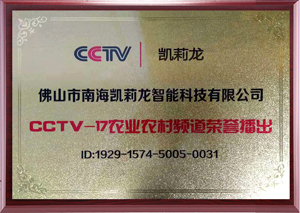 CCTV 凯莉龙
佛山市南海凯莉龙智能科技有限公司
CCTV-17农业农村频道荣誉播出
ID:1929-1574-5005-0031